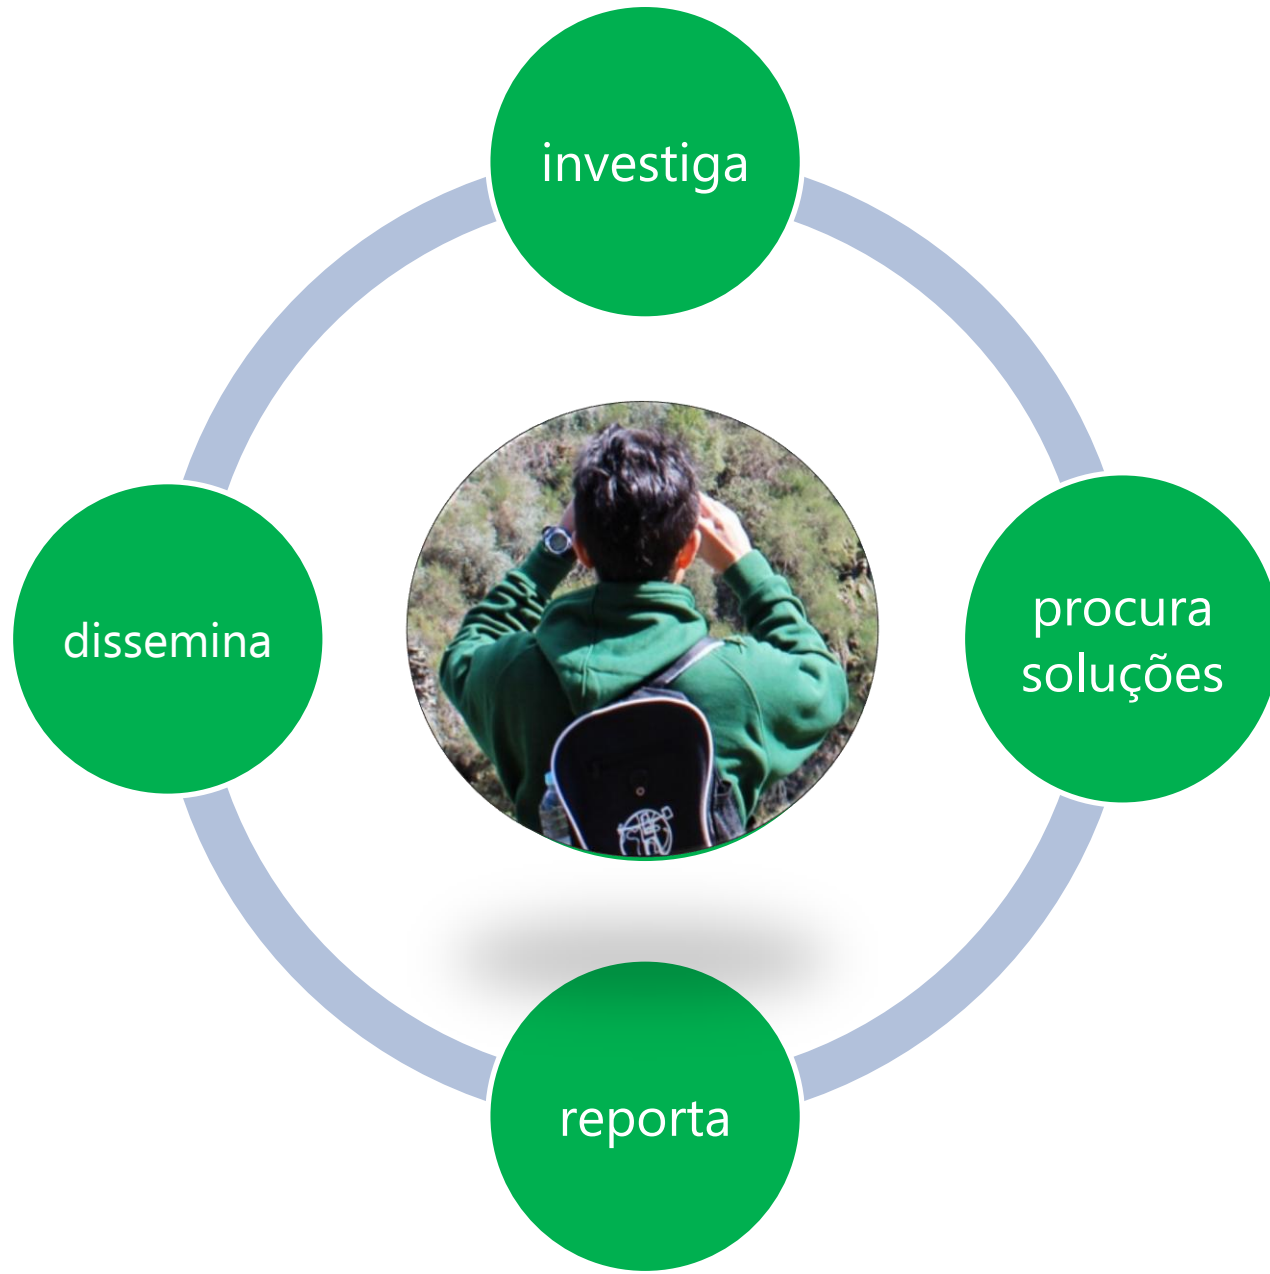 investiga
procura
soluções
reporta
dissemina